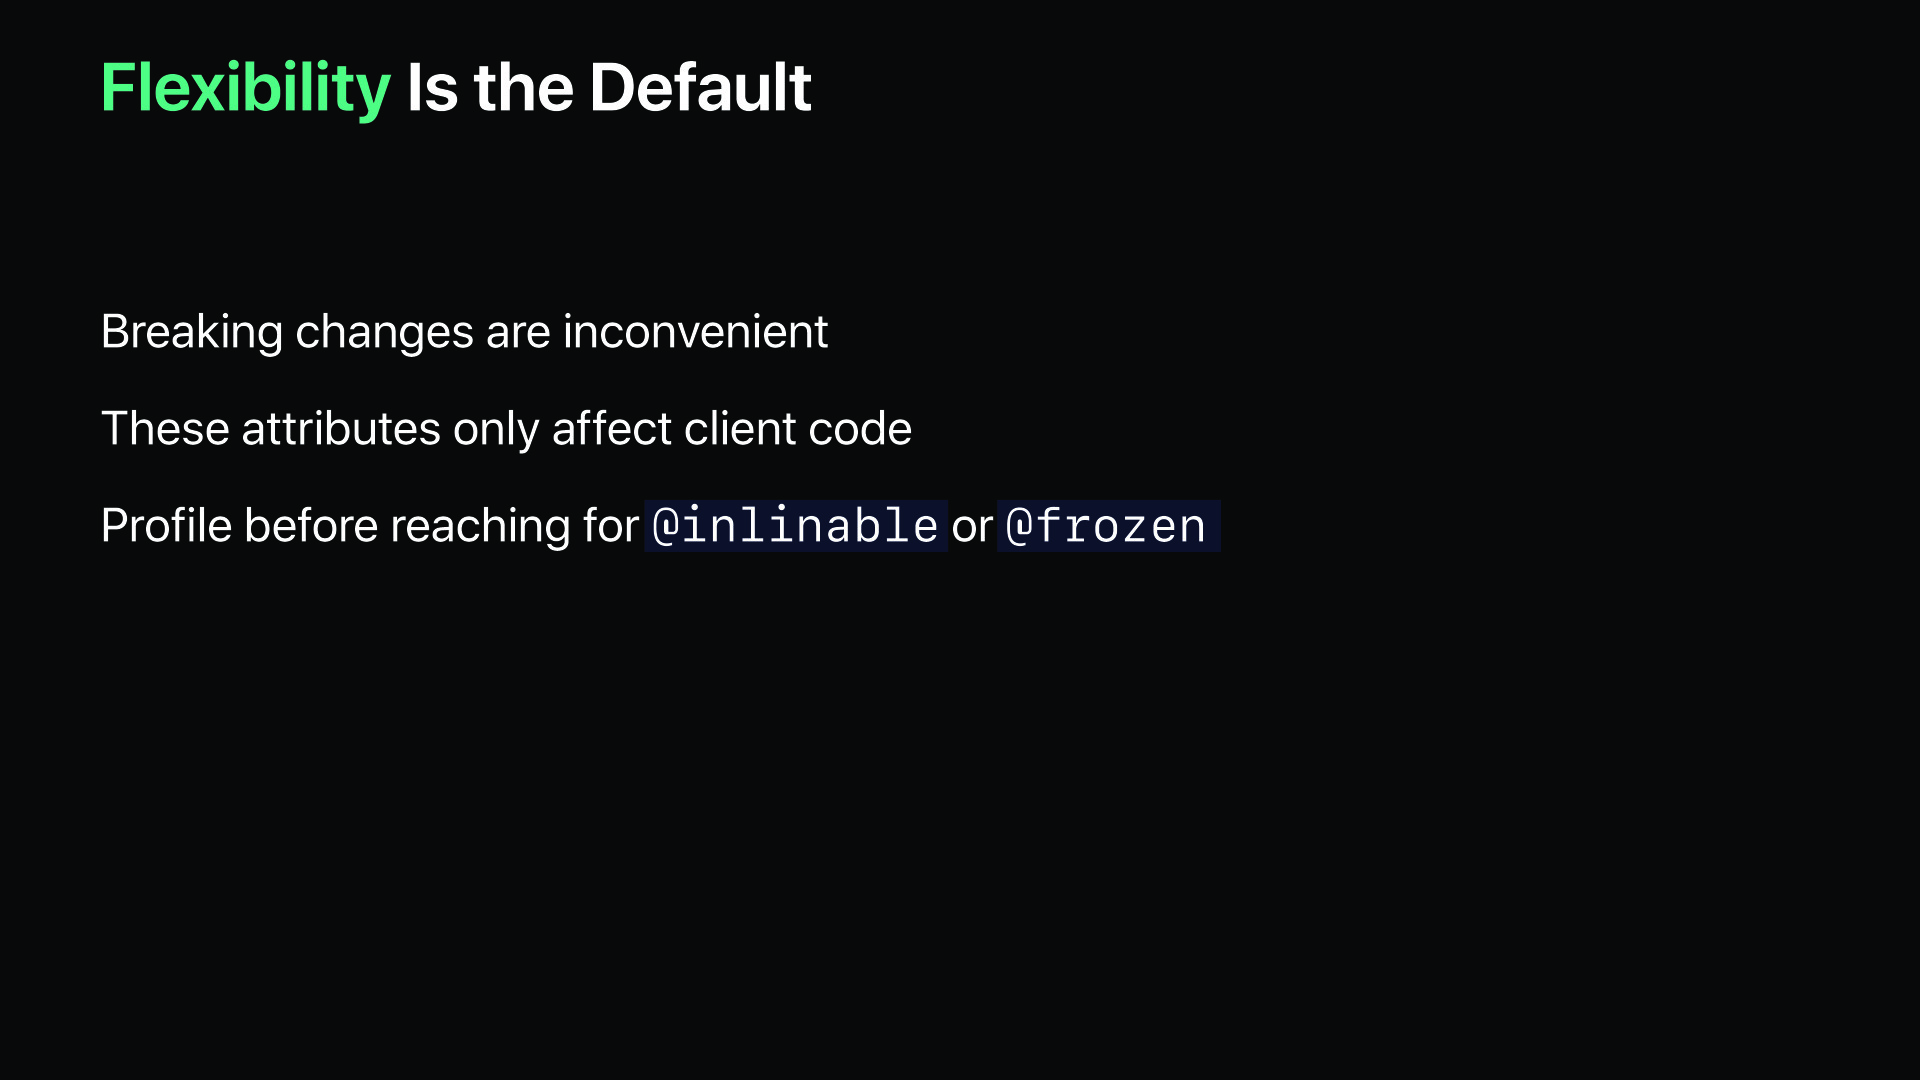 Flexibility Is the Default
Breaking changes are inconvenient
These attributes only affect client code
Profile before reaching for @inlinable or @frozen